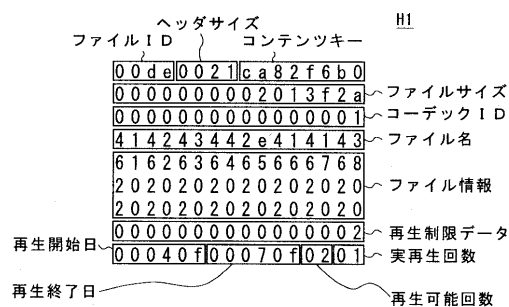 H1
ヘッダサイズ
ファイルID コンテンツキー
00de 0021 ca82f6b0
0000000002013f2a ファイルサイズ
0000000000000001 コーデックID
414243442e414143 ファイル名
6162636465666768
2020202020202020 ファイル情報
2020202020202020
0000000000000002 再生制限データ
再生開始日 00040f 00070f 02 01 実再生回数
再生終了日 再生可能回数